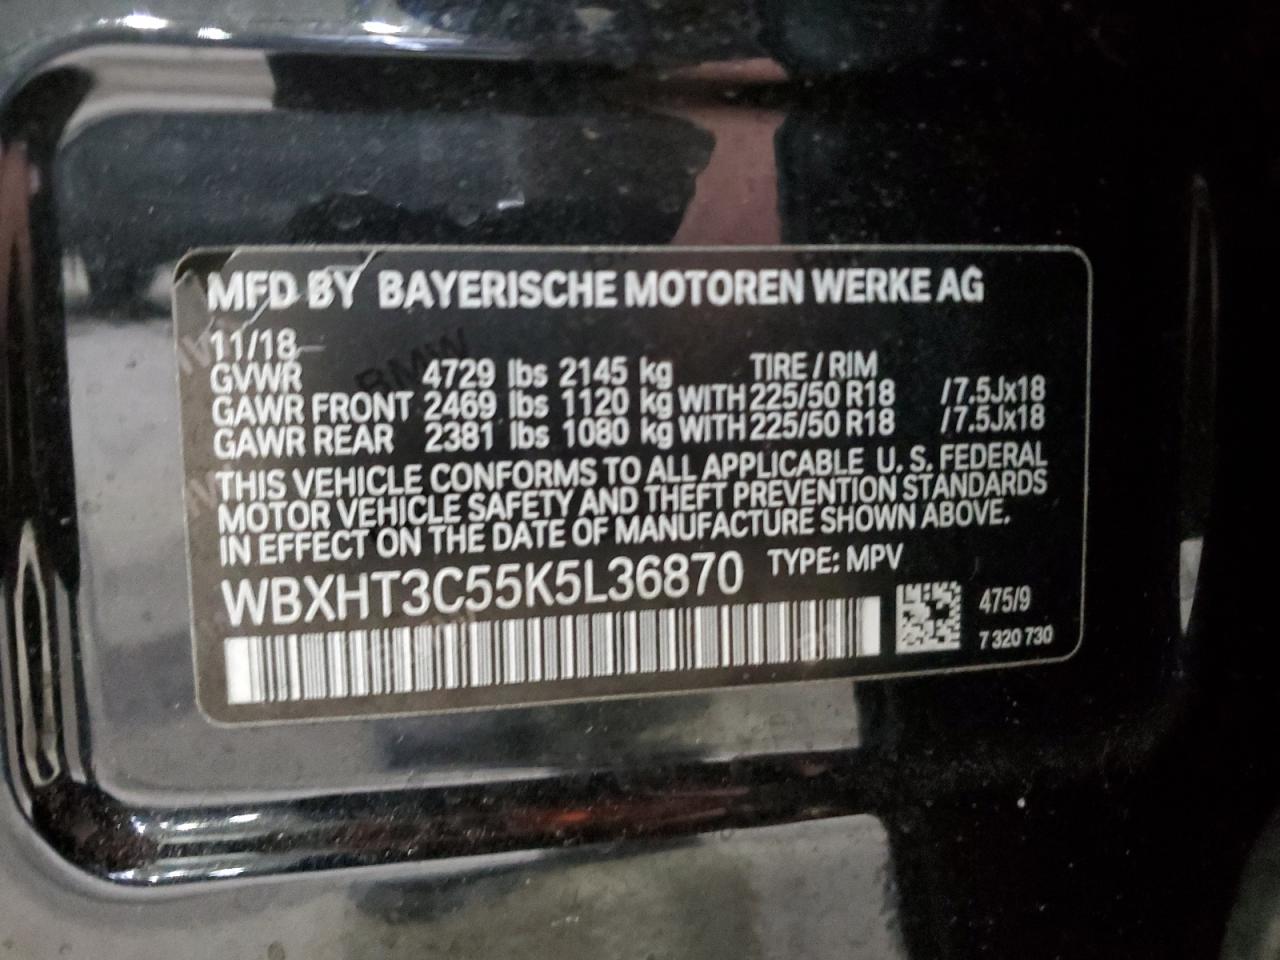 MFD BY BAYERISCHE MOTOREN WERKE AG
11/18
GVWR 4729 lbs 2145 kg TIRE / RIM
GAWR FRONT 2469 lbs 1120 kg WITH 225/50 R18 /7.5Jx18
GAWR REAR 2381 lbs 1080 kg WITH 225/50 R18 /7.5Jx18
THIS VEHICLE CONFORMS TO ALL APPLICABLE U. S. FEDERAL
MOTOR VEHICLE SAFETY AND THEFT PREVENTION STANDARDS
IN EFFECT ON THE DATE OF MANUFACTURE SHOWN ABOVE.
WBXHT3C55K5L36870 TYPE: MPV
475/9
7 320 730